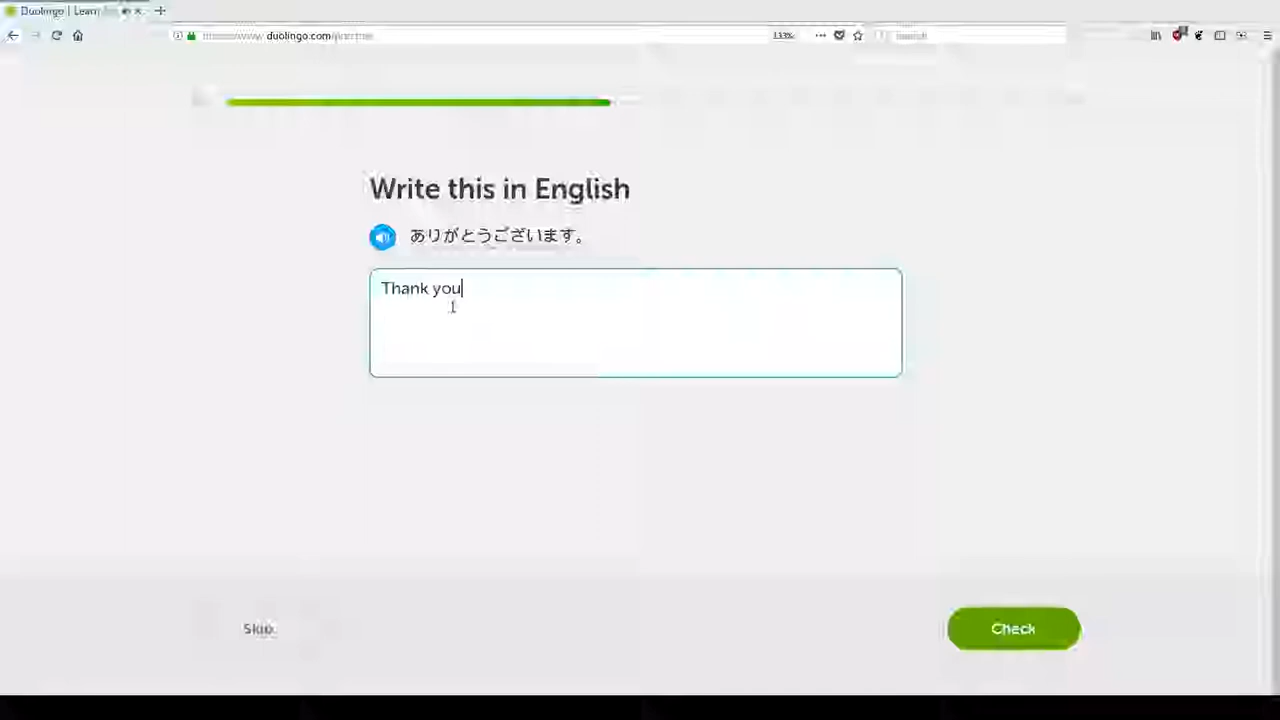 Duolingo | Learn
duolingo.com
133%
Search
Write this in English
ありがとうございます。
Thank you
Skip
Check